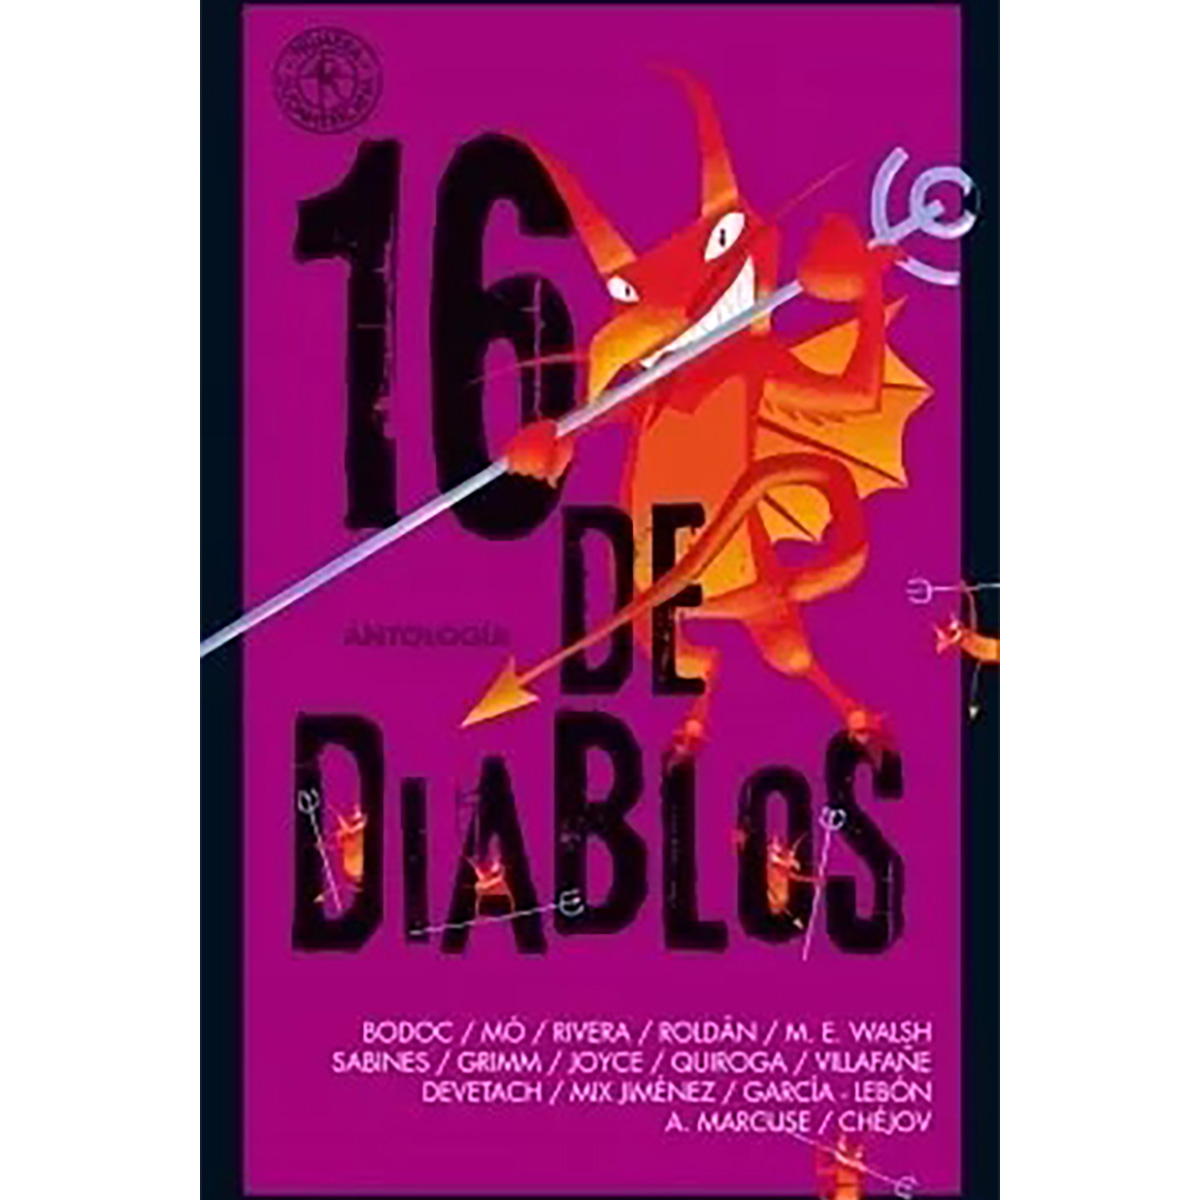 16
DE
ANTOLOGÍA
DIABLOS
BODOC / MÓ / RIVERA / ROLDÁN / M. E. WALSH
SABINES / GRIMM / JOYCE / QUIROGA / VILLAFAÑE
DEVETACH / MIX JIMÉNEZ / GARCÍA - LEBÓN
A. MARCUSE / CHÉJOV